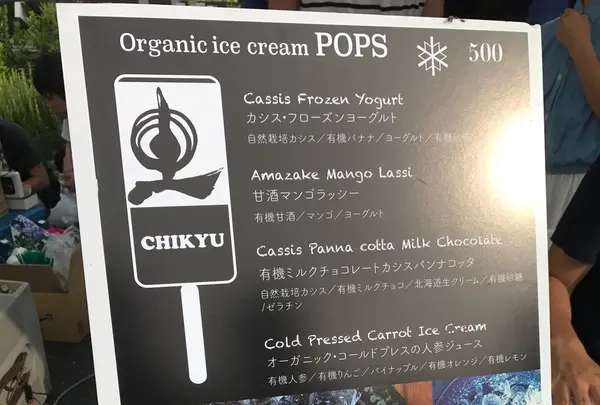 Organic ice cream POPS 500
Cassis Frozen Yogurt
カシス・フローズンヨーグルト
自然栽培カシス／有機バナナ／ヨーグルト／有機砂糖
Amazake Mango Lassi
甘酒マンゴラッシー
有機甘酒／マンゴ／ヨーグルト
CHIKYU
Cassis Panna cotta Milk Chocolate
有機ミルクチョコレートカシスパンナコッタ
自然栽培カシス／有機ミルクチョコ／北海道生クリーム／有機砂糖
／ゼラチン
Cold Pressed Carrot Ice Cream
オーガニック・コールドプレスの人参ジュース
有機人参／有機りんご／パイナップル／有機オレンジ／有機レモン